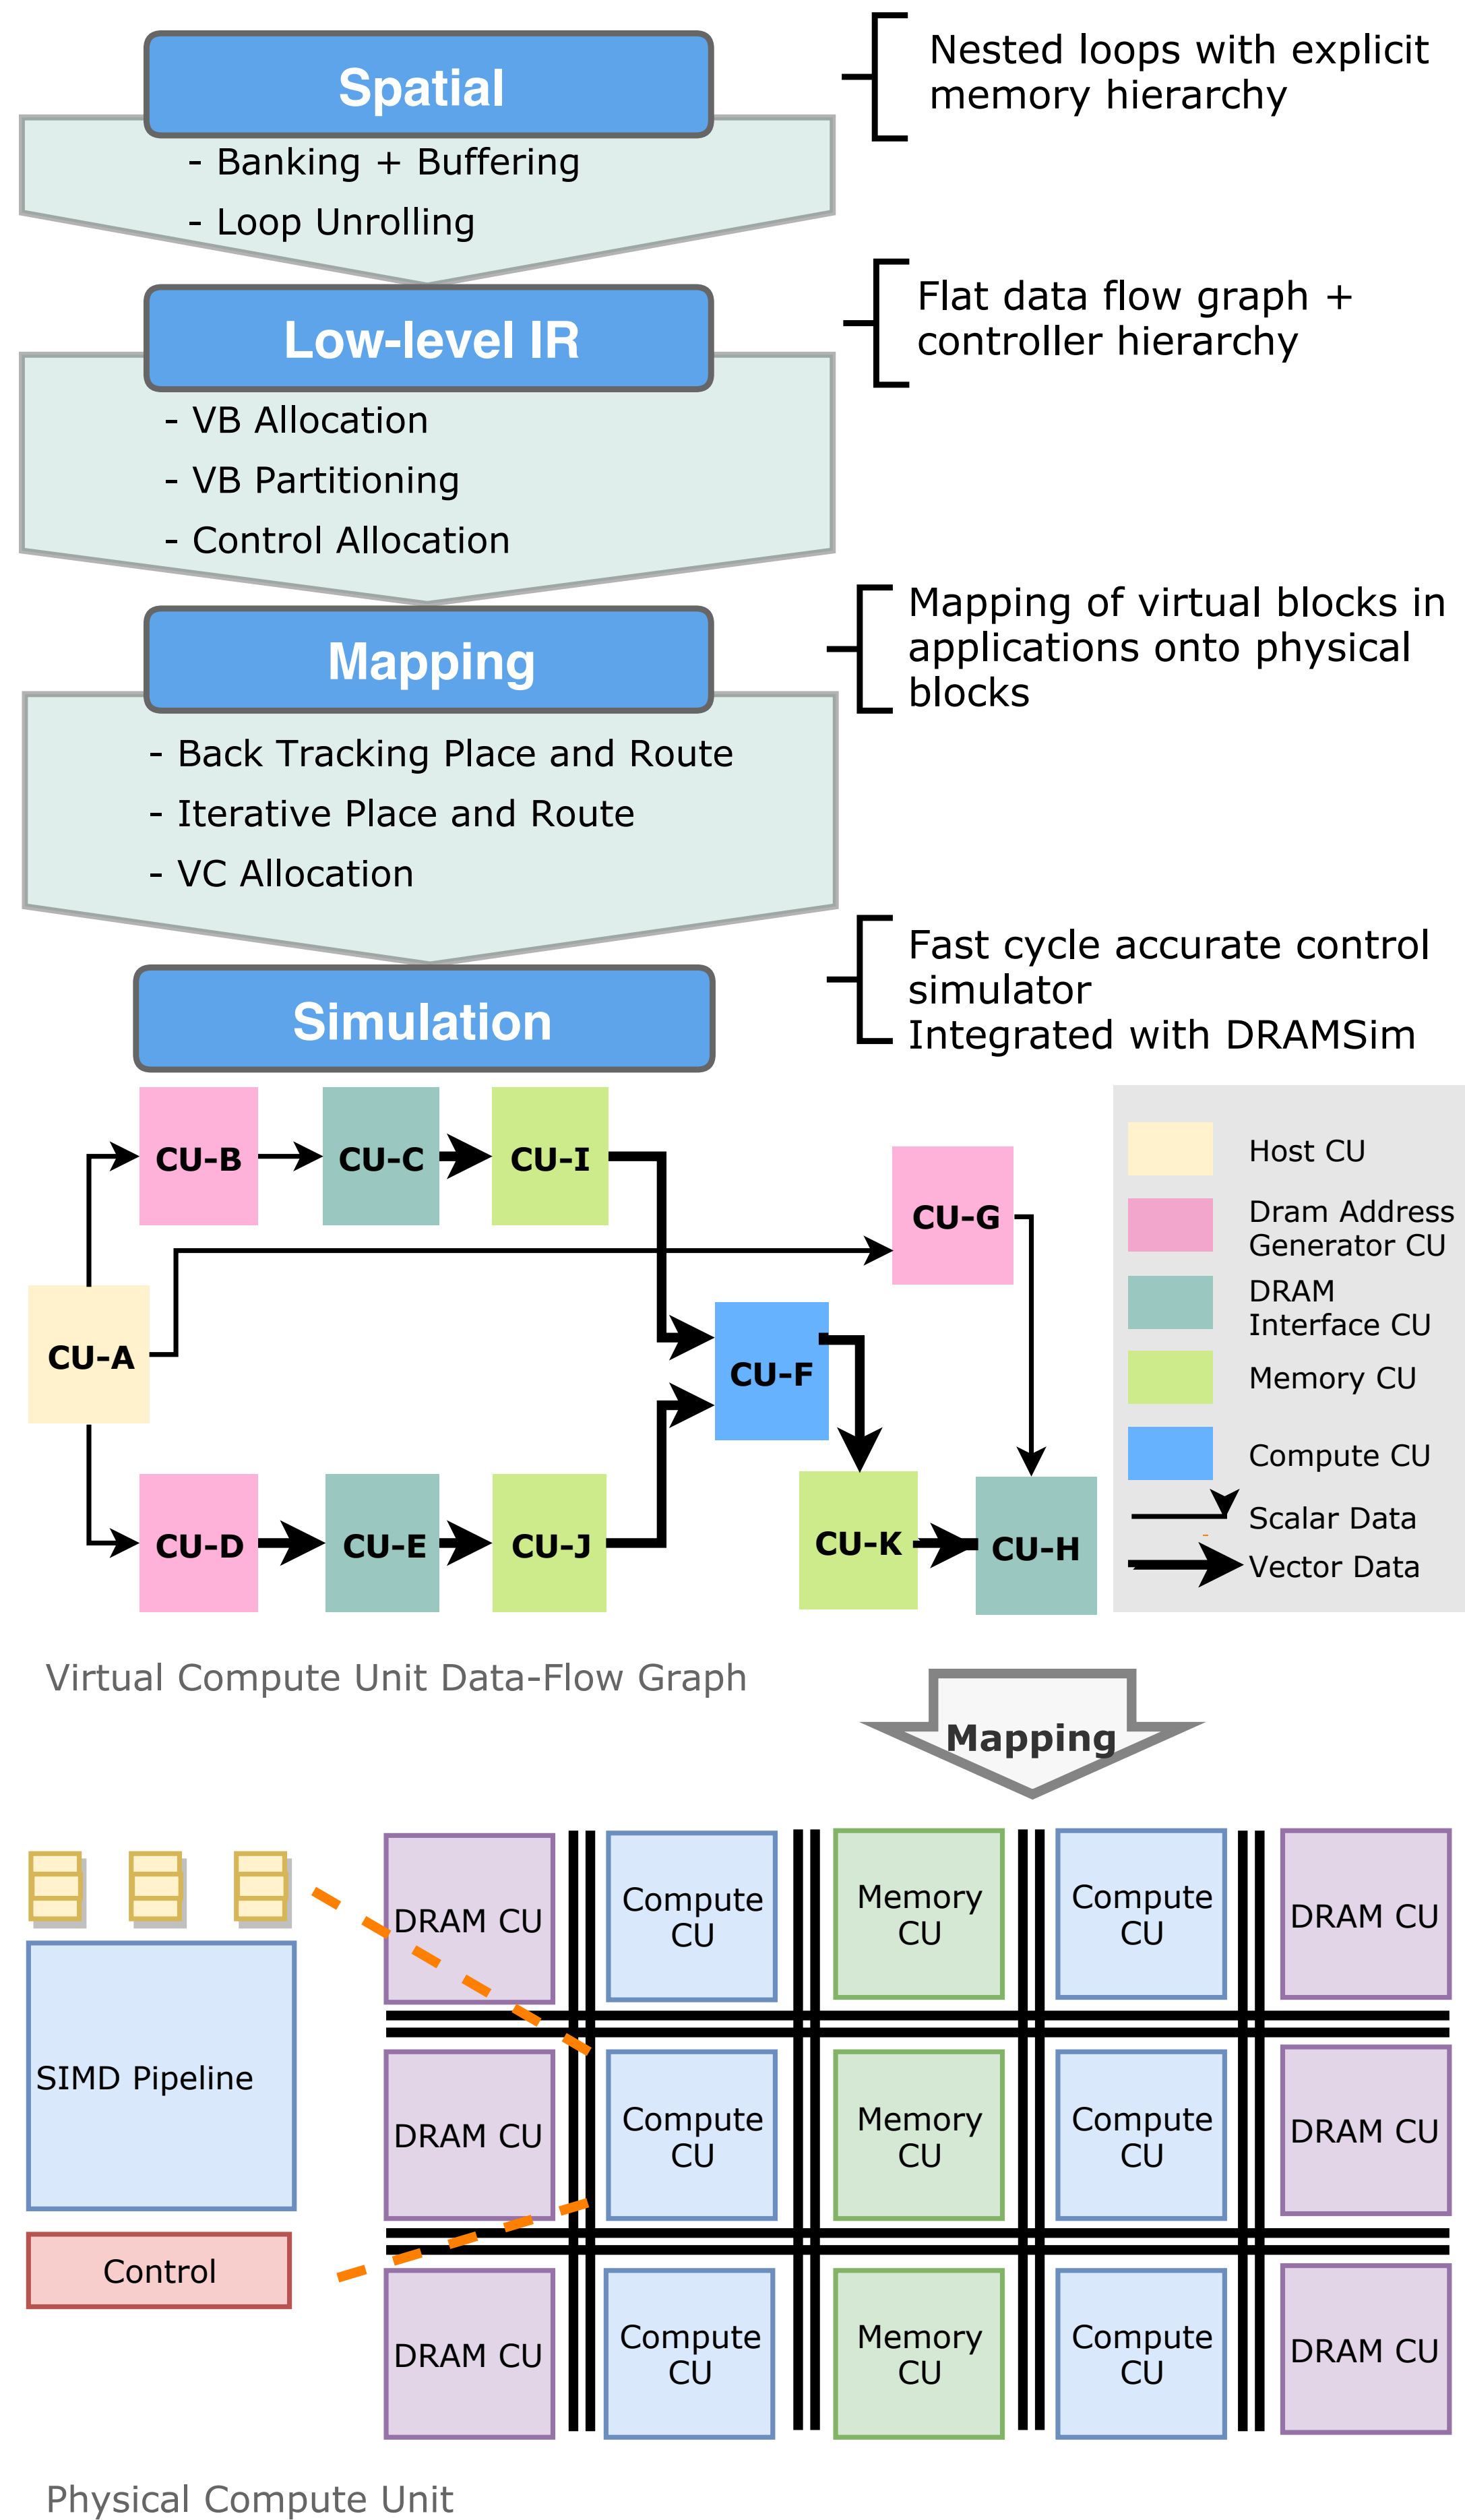 Spatial
Nested loops with explicit
memory hierarchy
- Banking + Buffering
- Loop Unrolling
Low-level IR
Flat data flow graph +
controller hierarchy
- VB Allocation
- VB Partitioning
- Control Allocation
Mapping
Mapping of virtual blocks in
applications onto physical
blocks
- Back Tracking Place and Route
- Iterative Place and Route
- VC Allocation
Simulation
Fast cycle accurate control
simulator
Integrated with DRAMSim
CU-B
CU-C
CU-I
CU-G
CU-A
CU-F
CU-D
CU-E
CU-J
CU-K
CU-H
Host CU
Dram Address
Generator CU
DRAM
Interface CU
Memory CU
Compute CU
Scalar Data
Vector Data
Virtual Compute Unit Data-Flow Graph
Mapping
SIMD Pipeline
Control
DRAM CU
Compute
CU
Memory
CU
Compute
CU
DRAM CU
DRAM CU
Compute
CU
Memory
CU
Compute
CU
DRAM CU
DRAM CU
Compute
CU
Memory
CU
Compute
CU
DRAM CU
Physical Compute Unit